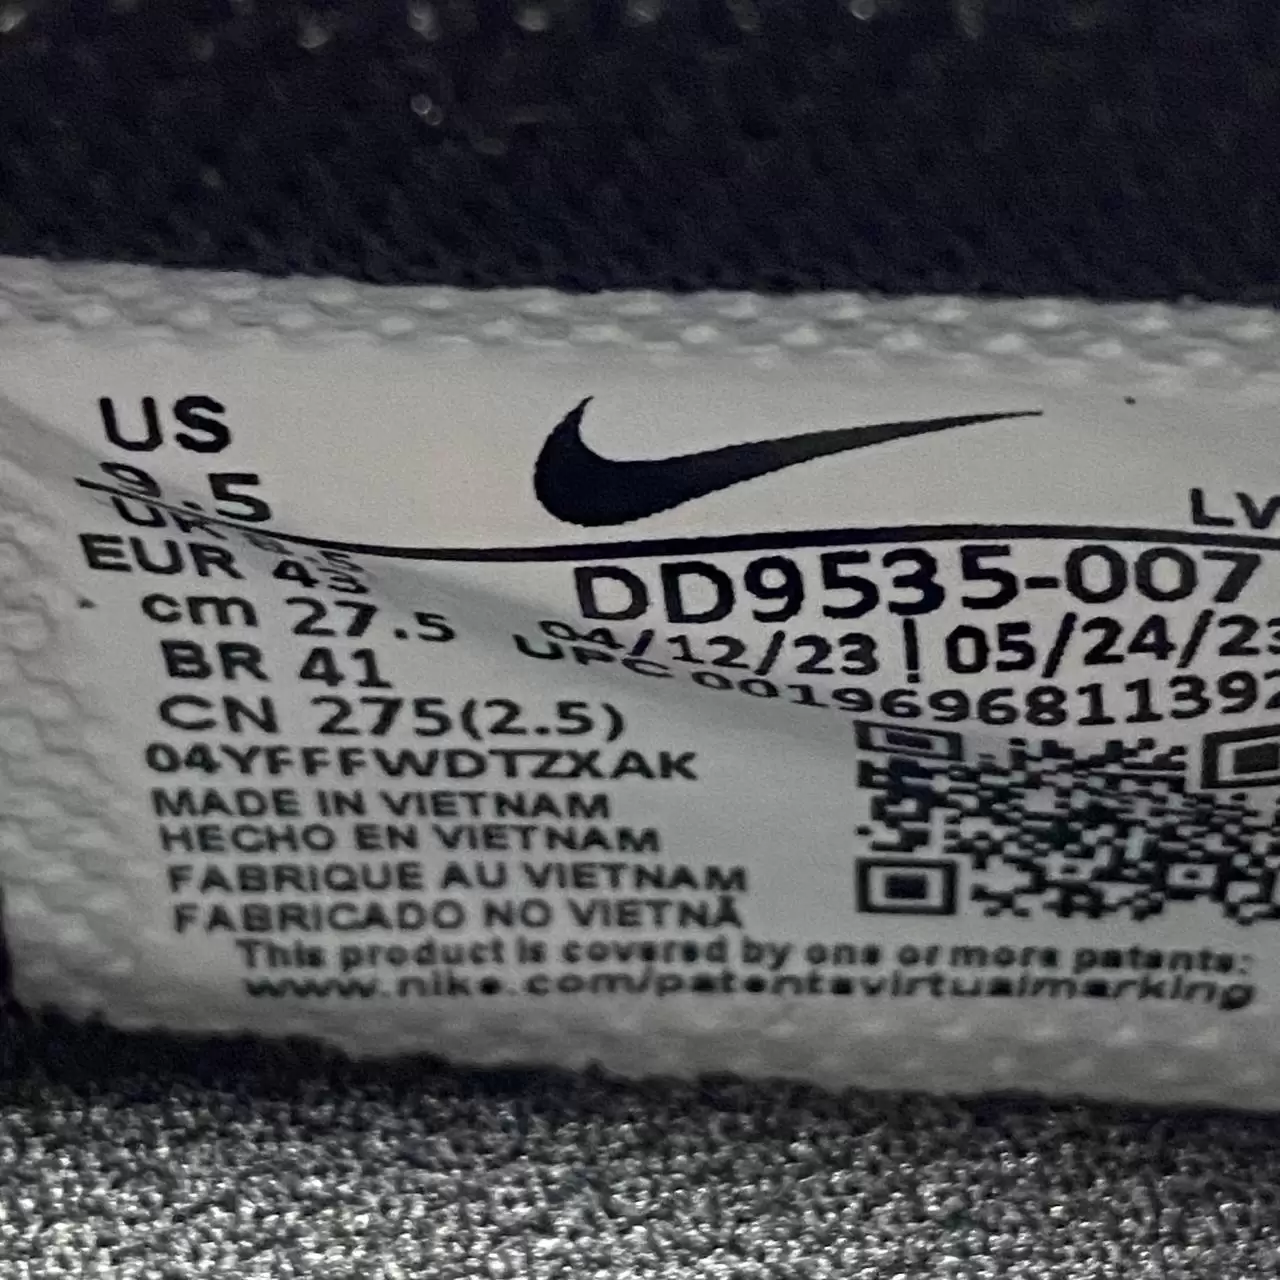 US
.5
LV
UK
EUR 43
DD9535-007
cm 27.5
04/12/23 | 05/24/23
BR 41
UPC 0019696811392
CN 275(2.5)
04YFFFWDTZXAK
MADE IN VIETNAM
HECHO EN VIETNAM
FABRIQUE AU VIETNAM
FABRICADO NO VIETNÃ
This product is covered by one or more patents:
www.nike.com/patentsvirtualmarking